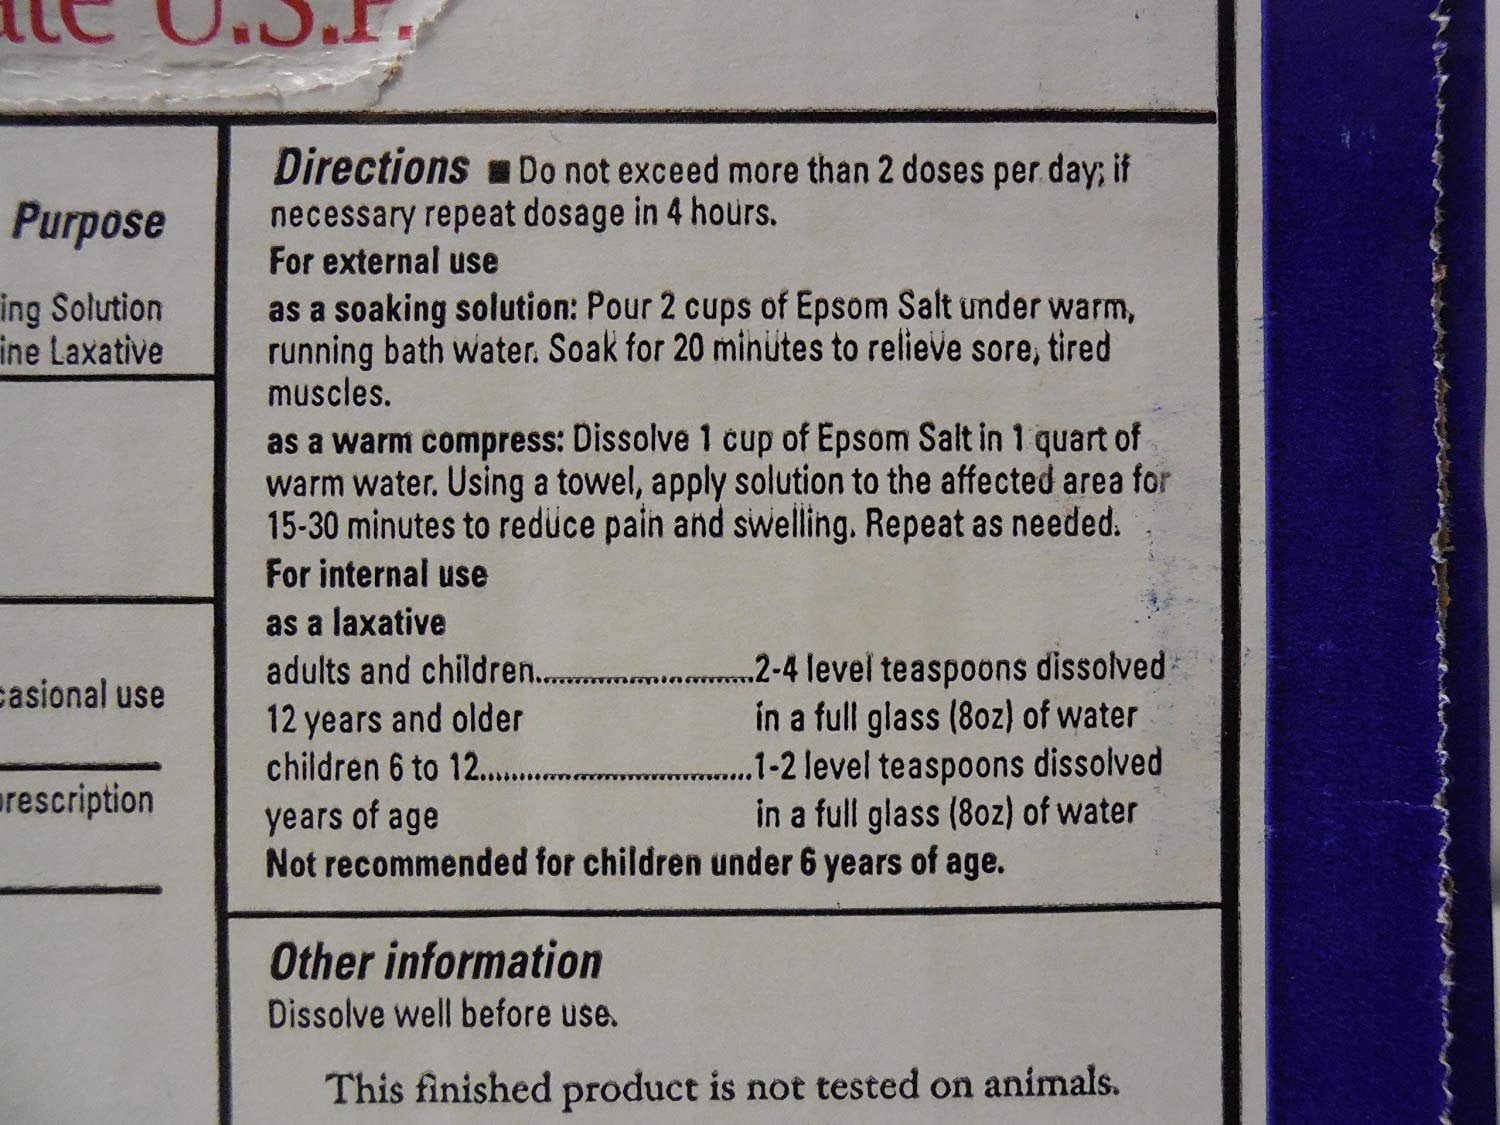 U.S.P.
Purpose
Solution
Laxative
use
Directions ■ Do not exceed more than 2 doses per day; if
necessary repeat dosage in 4 hours.
For external use
as a soaking solution: Pour 2 cups of Epsom Salt under warm,
running bath water. Soak for 20 minutes to relieve sore, tired
muscles.
as a warm compress: Dissolve 1 cup of Epsom Salt in 1 quart of
warm water. Using a towel, apply solution to the affected area for
15-30 minutes to reduce pain and swelling. Repeat as needed.
For internal use
as a laxative
adults and children..........................2-4 level teaspoons dissolved
12 years and older in a full glass (8oz) of water
children 6 to 12................................1-2 level teaspoons dissolved
years of age in a full glass (8oz) of water
Not recommended for children under 6 years of age.
Other information
Dissolve well before use.
This finished product is not tested on animals.